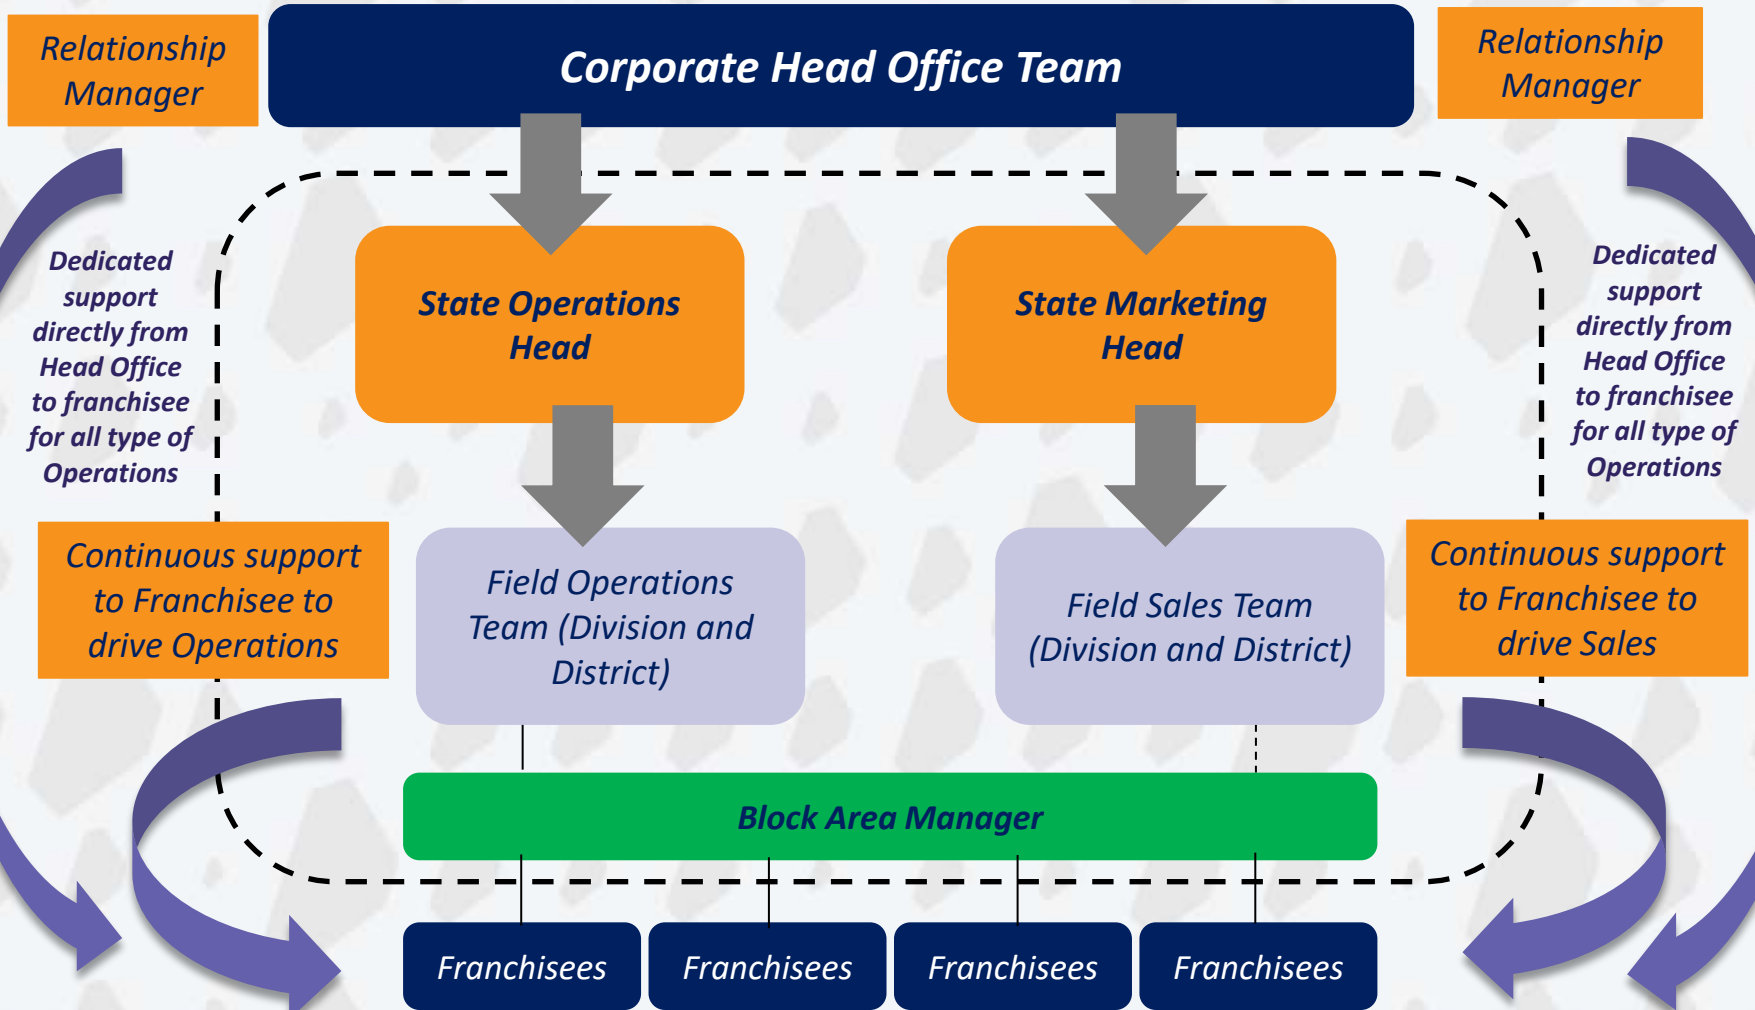 Relationship
Manager
Corporate Head Office Team
Relationship
Manager
Dedicated
support
directly from
Head Office
to franchisee
for all type of
Operations
State Operations
Head
State Marketing
Head
Dedicated
support
directly from
Head Office
to franchisee
for all type of
Operations
Continuous support
to Franchisee to
drive Operations
Field Operations
Team (Division and
District)
Field Sales Team
(Division and District)
Continuous support
to Franchisee to
drive Sales
Block Area Manager
Franchisees
Franchisees
Franchisees
Franchisees